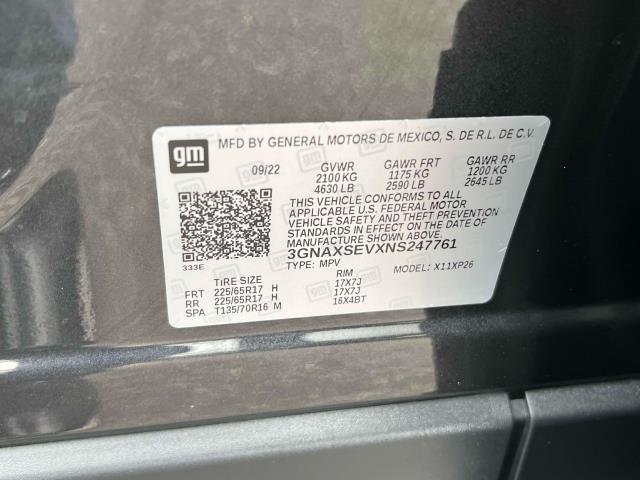 MFD BY GENERAL MOTORS DE MEXICO, S. DE R.L. DE C.V.
gm
09/22 GVWR GAWR FRT GAWR RR
2100 KG 1175 KG 1200 KG
4630 LB 2590 LB 2645 LB
THIS VEHICLE CONFORMS TO ALL
APPLICABLE U.S. FEDERAL MOTOR
VEHICLE SAFETY AND THEFT PREVENTION
STANDARDS IN EFFECT ON THE DATE OF
MANUFACTURE SHOWN ABOVE.
3GNAXSEVXNS247761
333E
TYPE: MPV
MODEL: X11XP26
TIRE SIZE RIM
FRT 225/65R17 H 17X7J
RR 225/65R17 H 17X7J
SPA T135/70R16 M 16X4BT